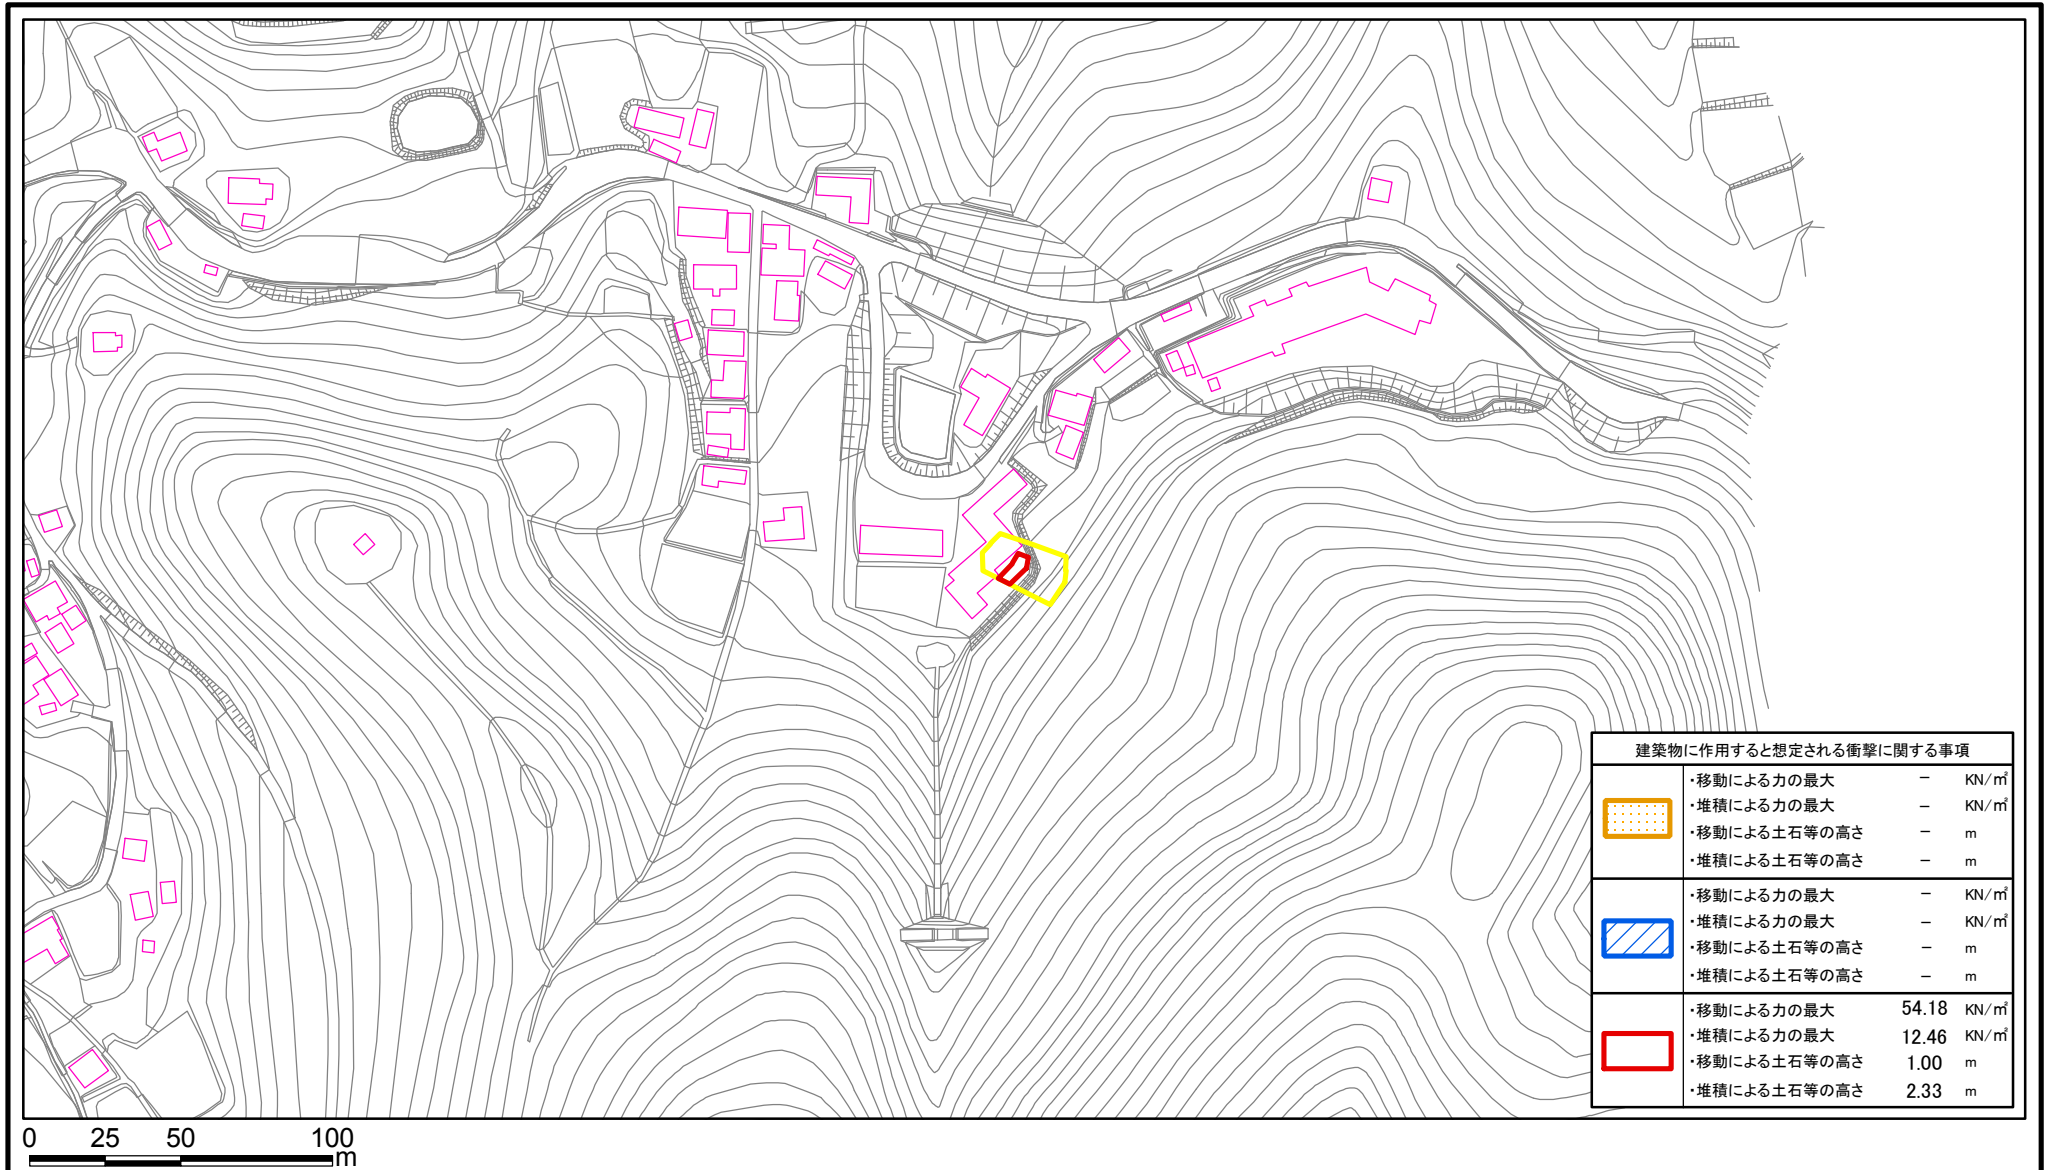 建築物に作用すると想定される衝撃に関する事項
・移動による力の最大 － KN/㎡
・堆積による力の最大 － KN/㎡
・移動による土石等の高さ － m
・堆積による土石等の高さ － m
・移動による力の最大 － KN/㎡
・堆積による力の最大 － KN/㎡
・移動による土石等の高さ － m
・堆積による土石等の高さ － m
・移動による力の最大 54.18 KN/㎡
・堆積による力の最大 12.46 KN/㎡
・移動による土石等の高さ 1.00 m
・堆積による土石等の高さ 2.33 m
0 25 50 100
m